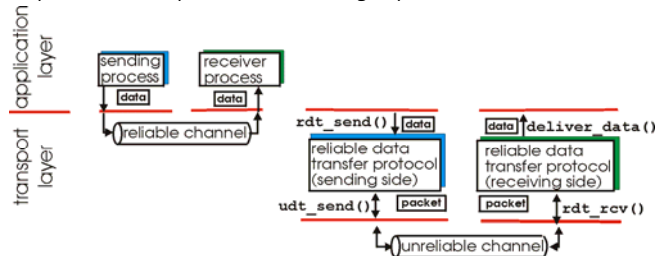 application
layer
transport
layer
sending
process
data
receiver
process
data
reliable channel
rdt_send()
data
reliable data
transfer protocol
(sending side)
udt_send()
packet
data
deliver_data()
reliable data
transfer protocol
(receiving side)
packet
rdt_rcv()
unreliable channel